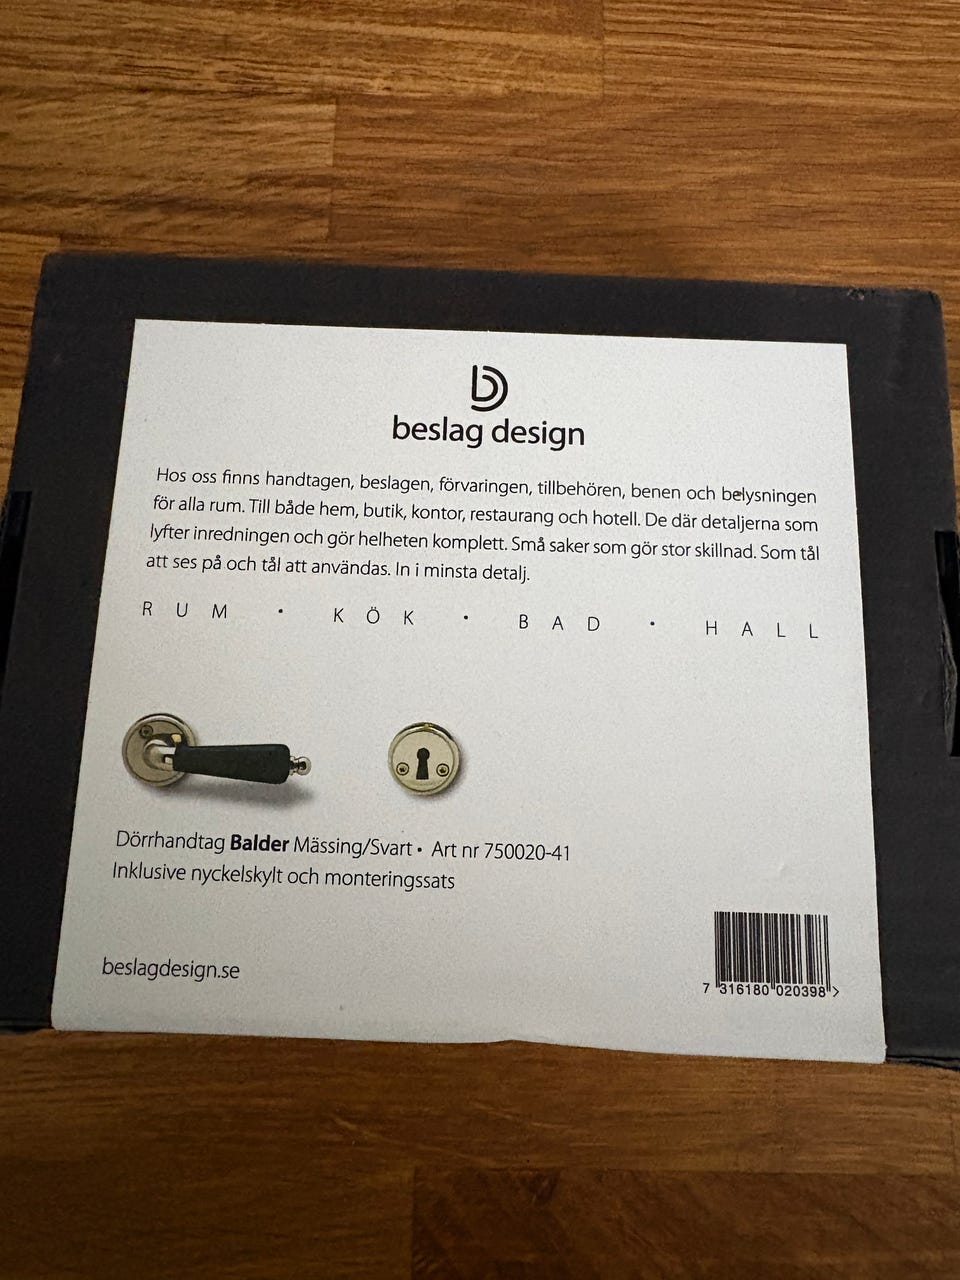 beslag design
Hos oss finns handtagen, beslagen, förvaringen, tillbehören, benen och belysningen
för alla rum. Till både hem, butik, kontor, restaurang och hotell. De där detaljerna som
lyfter inredningen och gör helheten komplett. Små saker som gör stor skillnad. Som tål
att ses på och tål att användas. In i minsta detalj.
RUM • KÖK • BAD • HALL
Dörrhandtag Balder Mässing/Svart • Art nr 750020-41
Inklusive nyckelskylt och monteringssats
beslagdesign.se
7 316180 020398 >